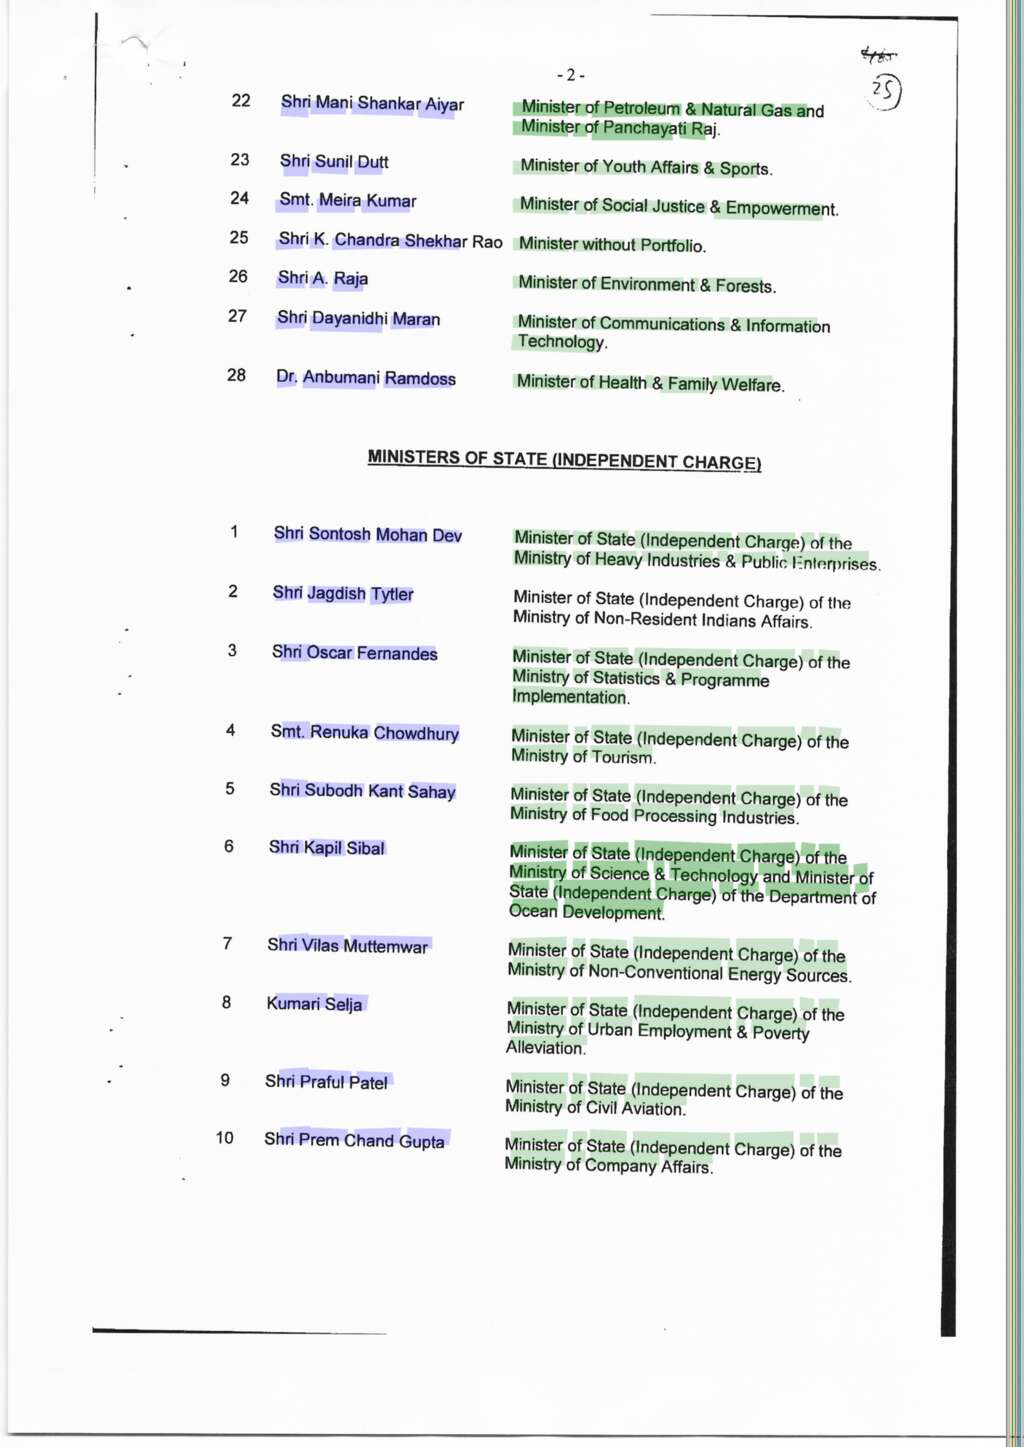 - 2 -
25
22 Shri Mani Shankar Aiyar Minister of Petroleum & Natural Gas and
Minister of Panchayati Raj.
23 Shri Sunil Dutt Minister of Youth Affairs & Sports.
24 Smt. Meira Kumar Minister of Social Justice & Empowerment.
25 Shri K. Chandra Shekhar Rao Minister without Portfolio.
26 Shri A. Raja Minister of Environment & Forests.
27 Shri Dayanidhi Maran Minister of Communications & Information
Technology.
28 Dr. Anbumani Ramdoss Minister of Health & Family Welfare.
MINISTERS OF STATE (INDEPENDENT CHARGE)
1 Shri Sontosh Mohan Dev Minister of State (Independent Charge) of the
Ministry of Heavy Industries & Public Enterprises.
2 Shri Jagdish Tytler Minister of State (Independent Charge) of the
Ministry of Non-Resident Indians Affairs.
3 Shri Oscar Fernandes Minister of State (Independent Charge) of the
Ministry of Statistics & Programme
Implementation.
4 Smt. Renuka Chowdhury Minister of State (Independent Charge) of the
Ministry of Tourism.
5 Shri Subodh Kant Sahay Minister of State (Independent Charge) of the
Ministry of Food Processing Industries.
6 Shri Kapil Sibal Minister of State (Independent Charge) of the
Ministry of Science & Technology and Minister of
State (Independent Charge) of the Department of
Ocean Development.
7 Shri Vilas Muttemwar Minister of State (Independent Charge) of the
Ministry of Non-Conventional Energy Sources.
8 Kumari Selja Minister of State (Independent Charge) of the
Ministry of Urban Employment & Poverty
Alleviation.
9 Shri Praful Patel Minister of State (Independent Charge) of the
Ministry of Civil Aviation.
10 Shri Prem Chand Gupta Minister of State (Independent Charge) of the
Ministry of Company Affairs.